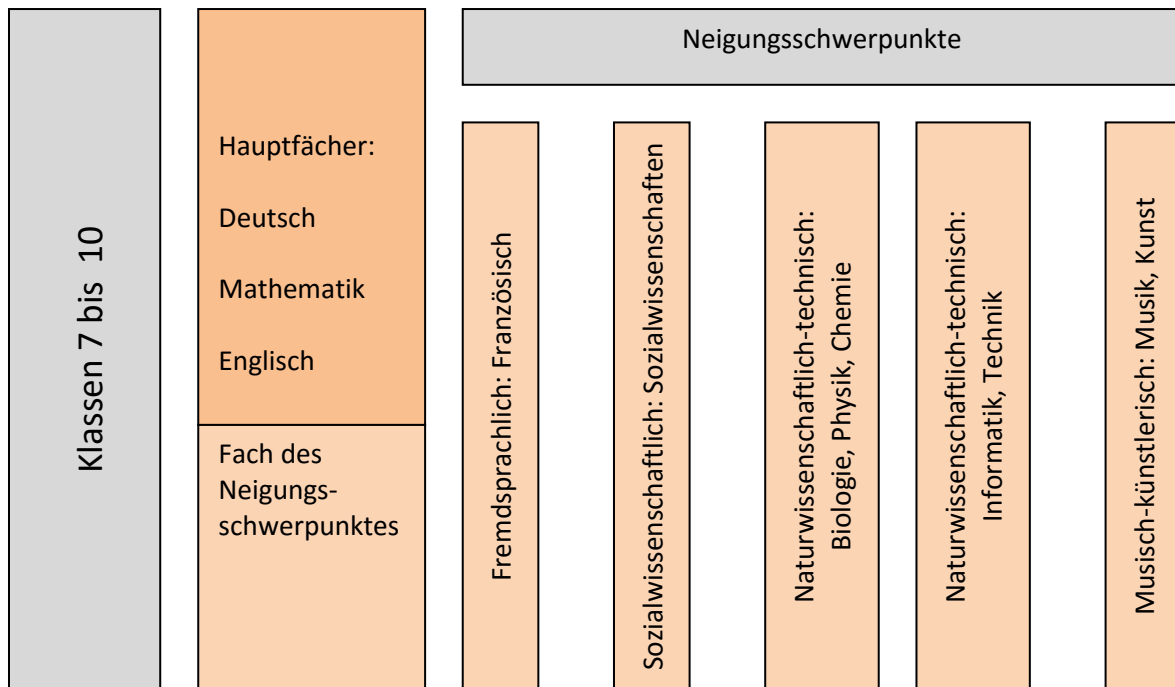 Klassen 7 bis 10
Hauptfächer:
Deutsch
Mathematik
Englisch
Fach des
Neigungs-
schwerpunktes
Neigungsschwerpunkte
Fremdsprachlich: Französisch
Sozialwissenschaftlich: Sozialwissenschaften
Naturwissenschaftlich-technisch:
Biologie, Physik, Chemie
Naturwissenschaftlich-technisch:
Informatik, Technik
Musisch-künstlerisch: Musik, Kunst